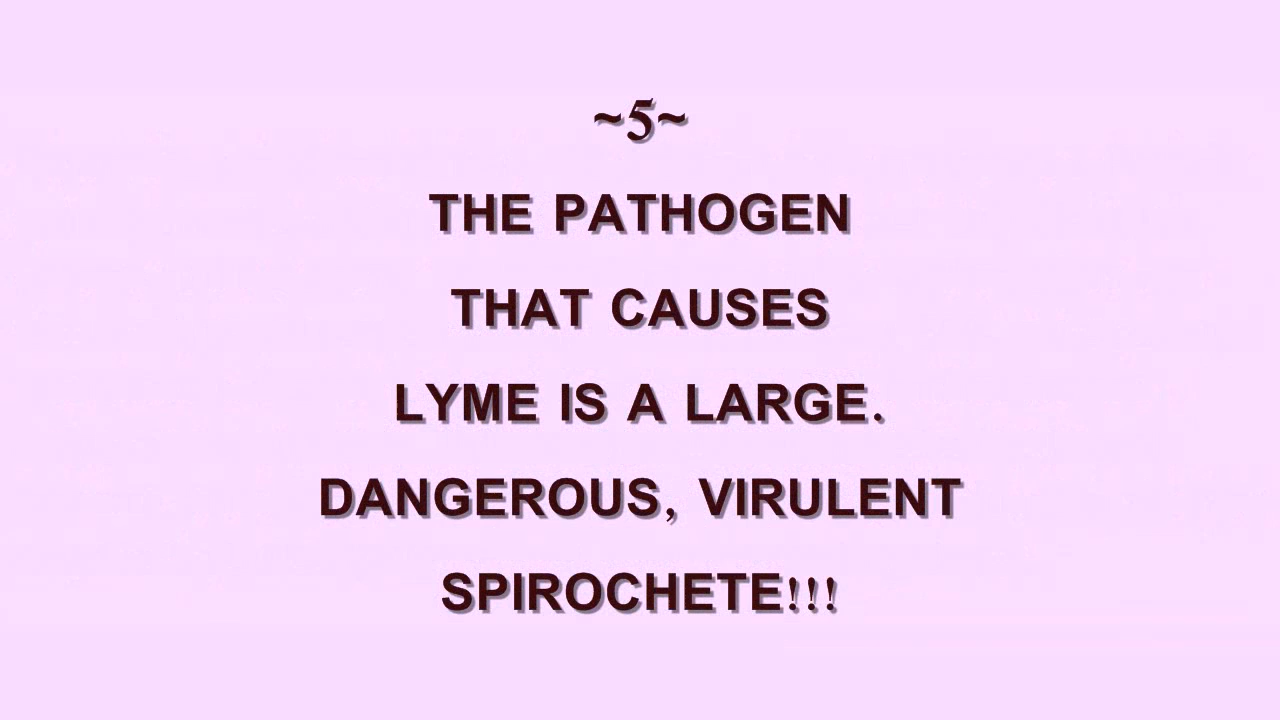 ~5~
THE PATHOGEN
THAT CAUSES
LYME IS A LARGE.
DANGEROUS, VIRULENT
SPIROCHETE!!!